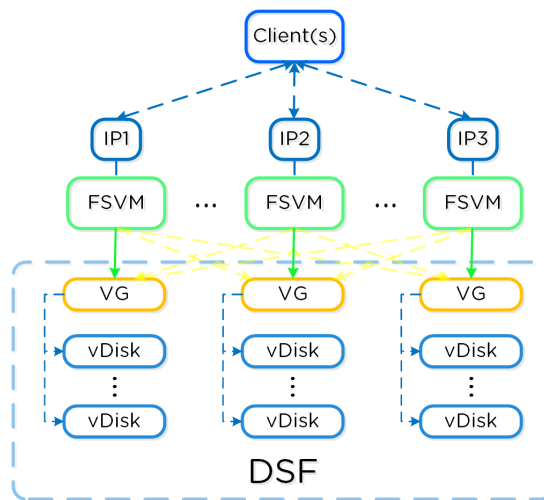 Client(s)
IP1 IP2 IP3
FSVM ... FSVM ... FSVM
VG VG VG
vDisk vDisk vDisk
vDisk vDisk vDisk
DSF